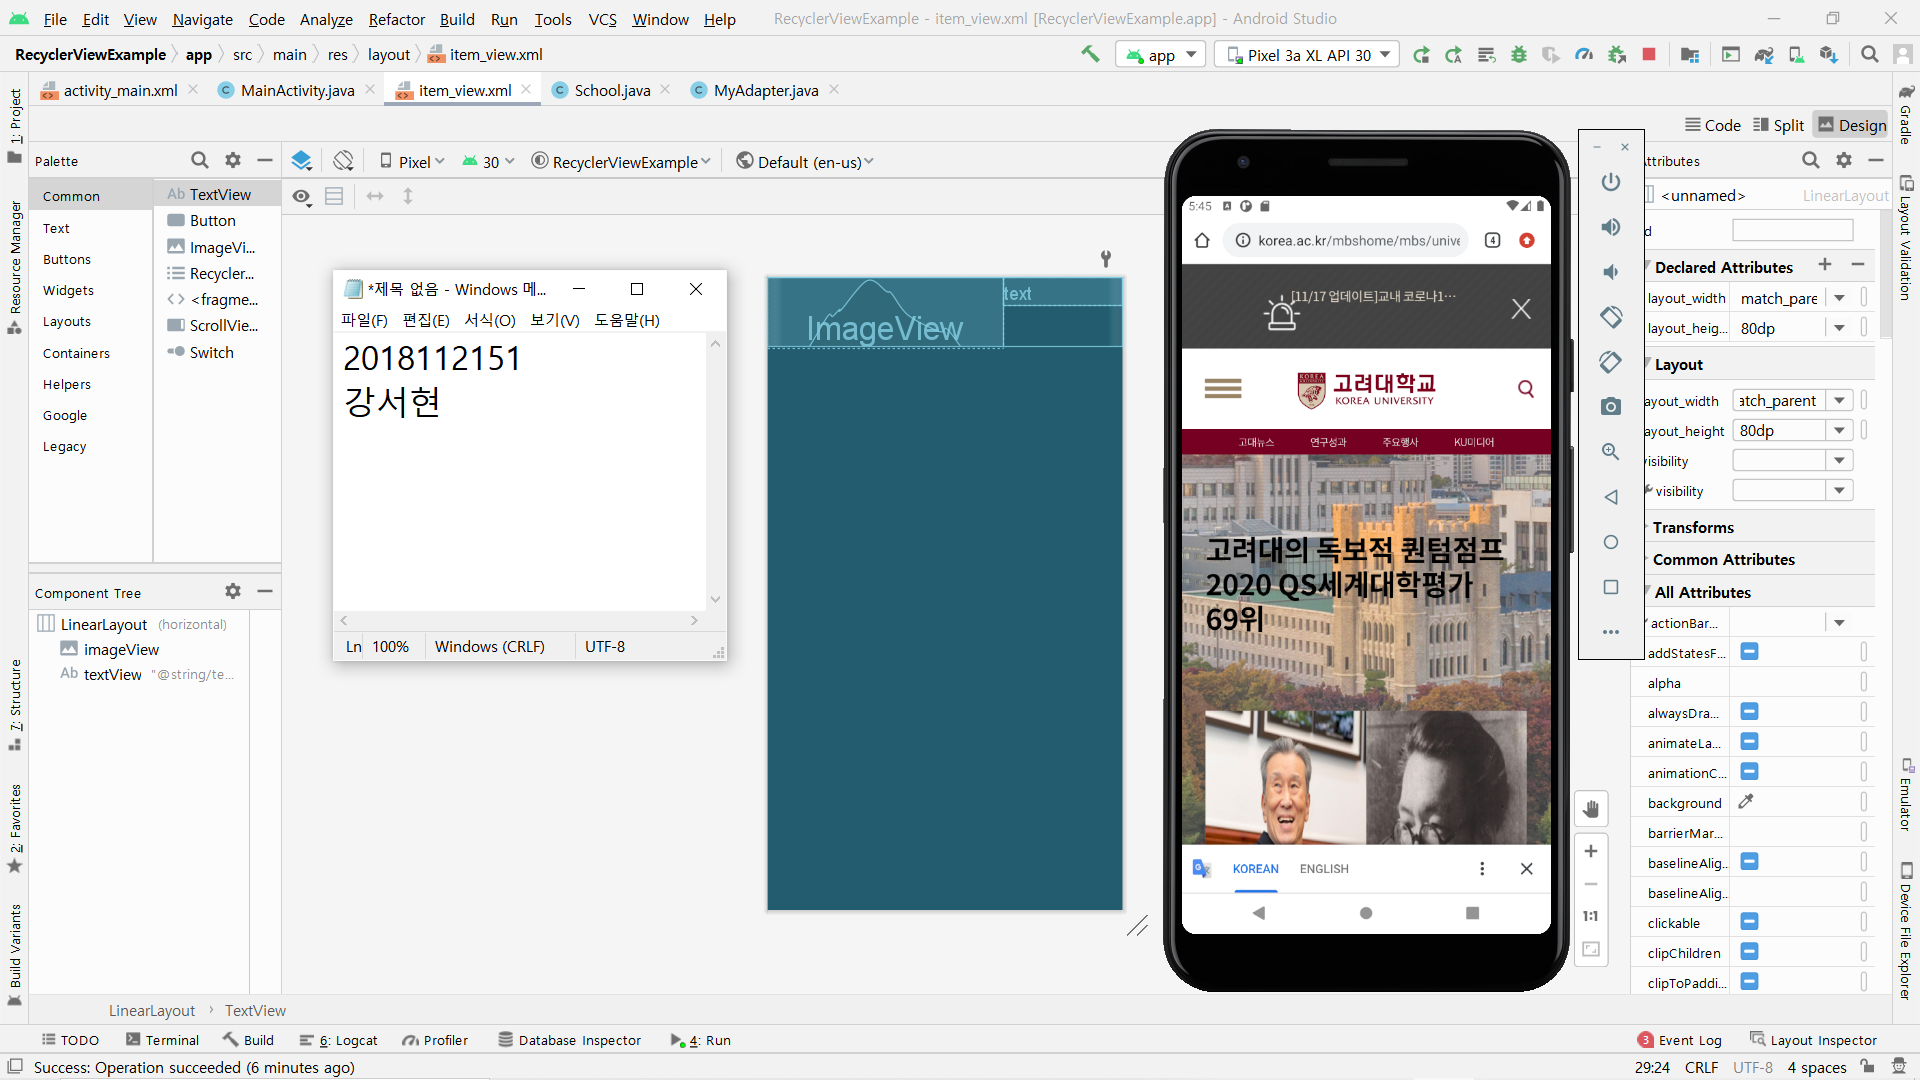 File Edit View Navigate Code Analyze Refactor Build Run Tools VCS Window Help RecyclerViewExample - item_view.xml [RecyclerViewExample.app] - Android Studio
RecyclerViewExample app src main res layout item_view.xml app Pixel 3a XL API 30
activity_main.xml MainActivity.java item_view.xml School.java MyAdapter.java
Code Split Design
1: Project
Resource Manager
7: Structure
2: Favorites
Build Variants
Palette
Common
Text
Buttons
Widgets
Layouts
Containers
Helpers
Google
Legacy
Ab TextView
Button
ImageVi...
Recycler...
<fragme...
ScrollVie...
Switch
Component Tree
LinearLayout (horizontal)
imageView
Ab textView "@string/te...
Pixel 30 RecyclerViewExample Default (en-us)
*제목 없음 - Windows 메...
파일(F) 편집(E) 서식(O) 보기(V) 도움말(H)
2018112151
강서현
Ln 100% Windows (CRLF) UTF-8
ImageView
text
5:45
korea.ac.kr/mbshome/mbs/unive 4
[11/17 업데이트]교내 코로나1...
고려대학교
KOREA UNIVERSITY
고대뉴스 연구성과 주요행사 KU미디어
고려대의 독보적 퀀텀점프
2020 QS세계대학평가
69위
KOREAN ENGLISH
1:1
Attributes
<unnamed> LinearLayout
d
Declared Attributes
layout_width match_pare
layout_heig... 80dp
Layout
ayout_width atch_parent
ayout_height 80dp
visibility
visibility
Transforms
Common Attributes
All Attributes
actionBar...
addStatesF...
alpha
alwaysDra...
animateLa...
animationC...
background
barrierMar...
baselineAlig...
baselineAlig...
clickable
clipChildren
clipToPaddi...
Gradle
Layout Validation
Emulator
Device File Explorer
LinearLayout TextView
TODO Terminal Build 6: Logcat Profiler Database Inspector 4: Run 3 Event Log Layout Inspector
Success: Operation succeeded (6 minutes ago) 29:24 CRLF UTF-8 4 spaces